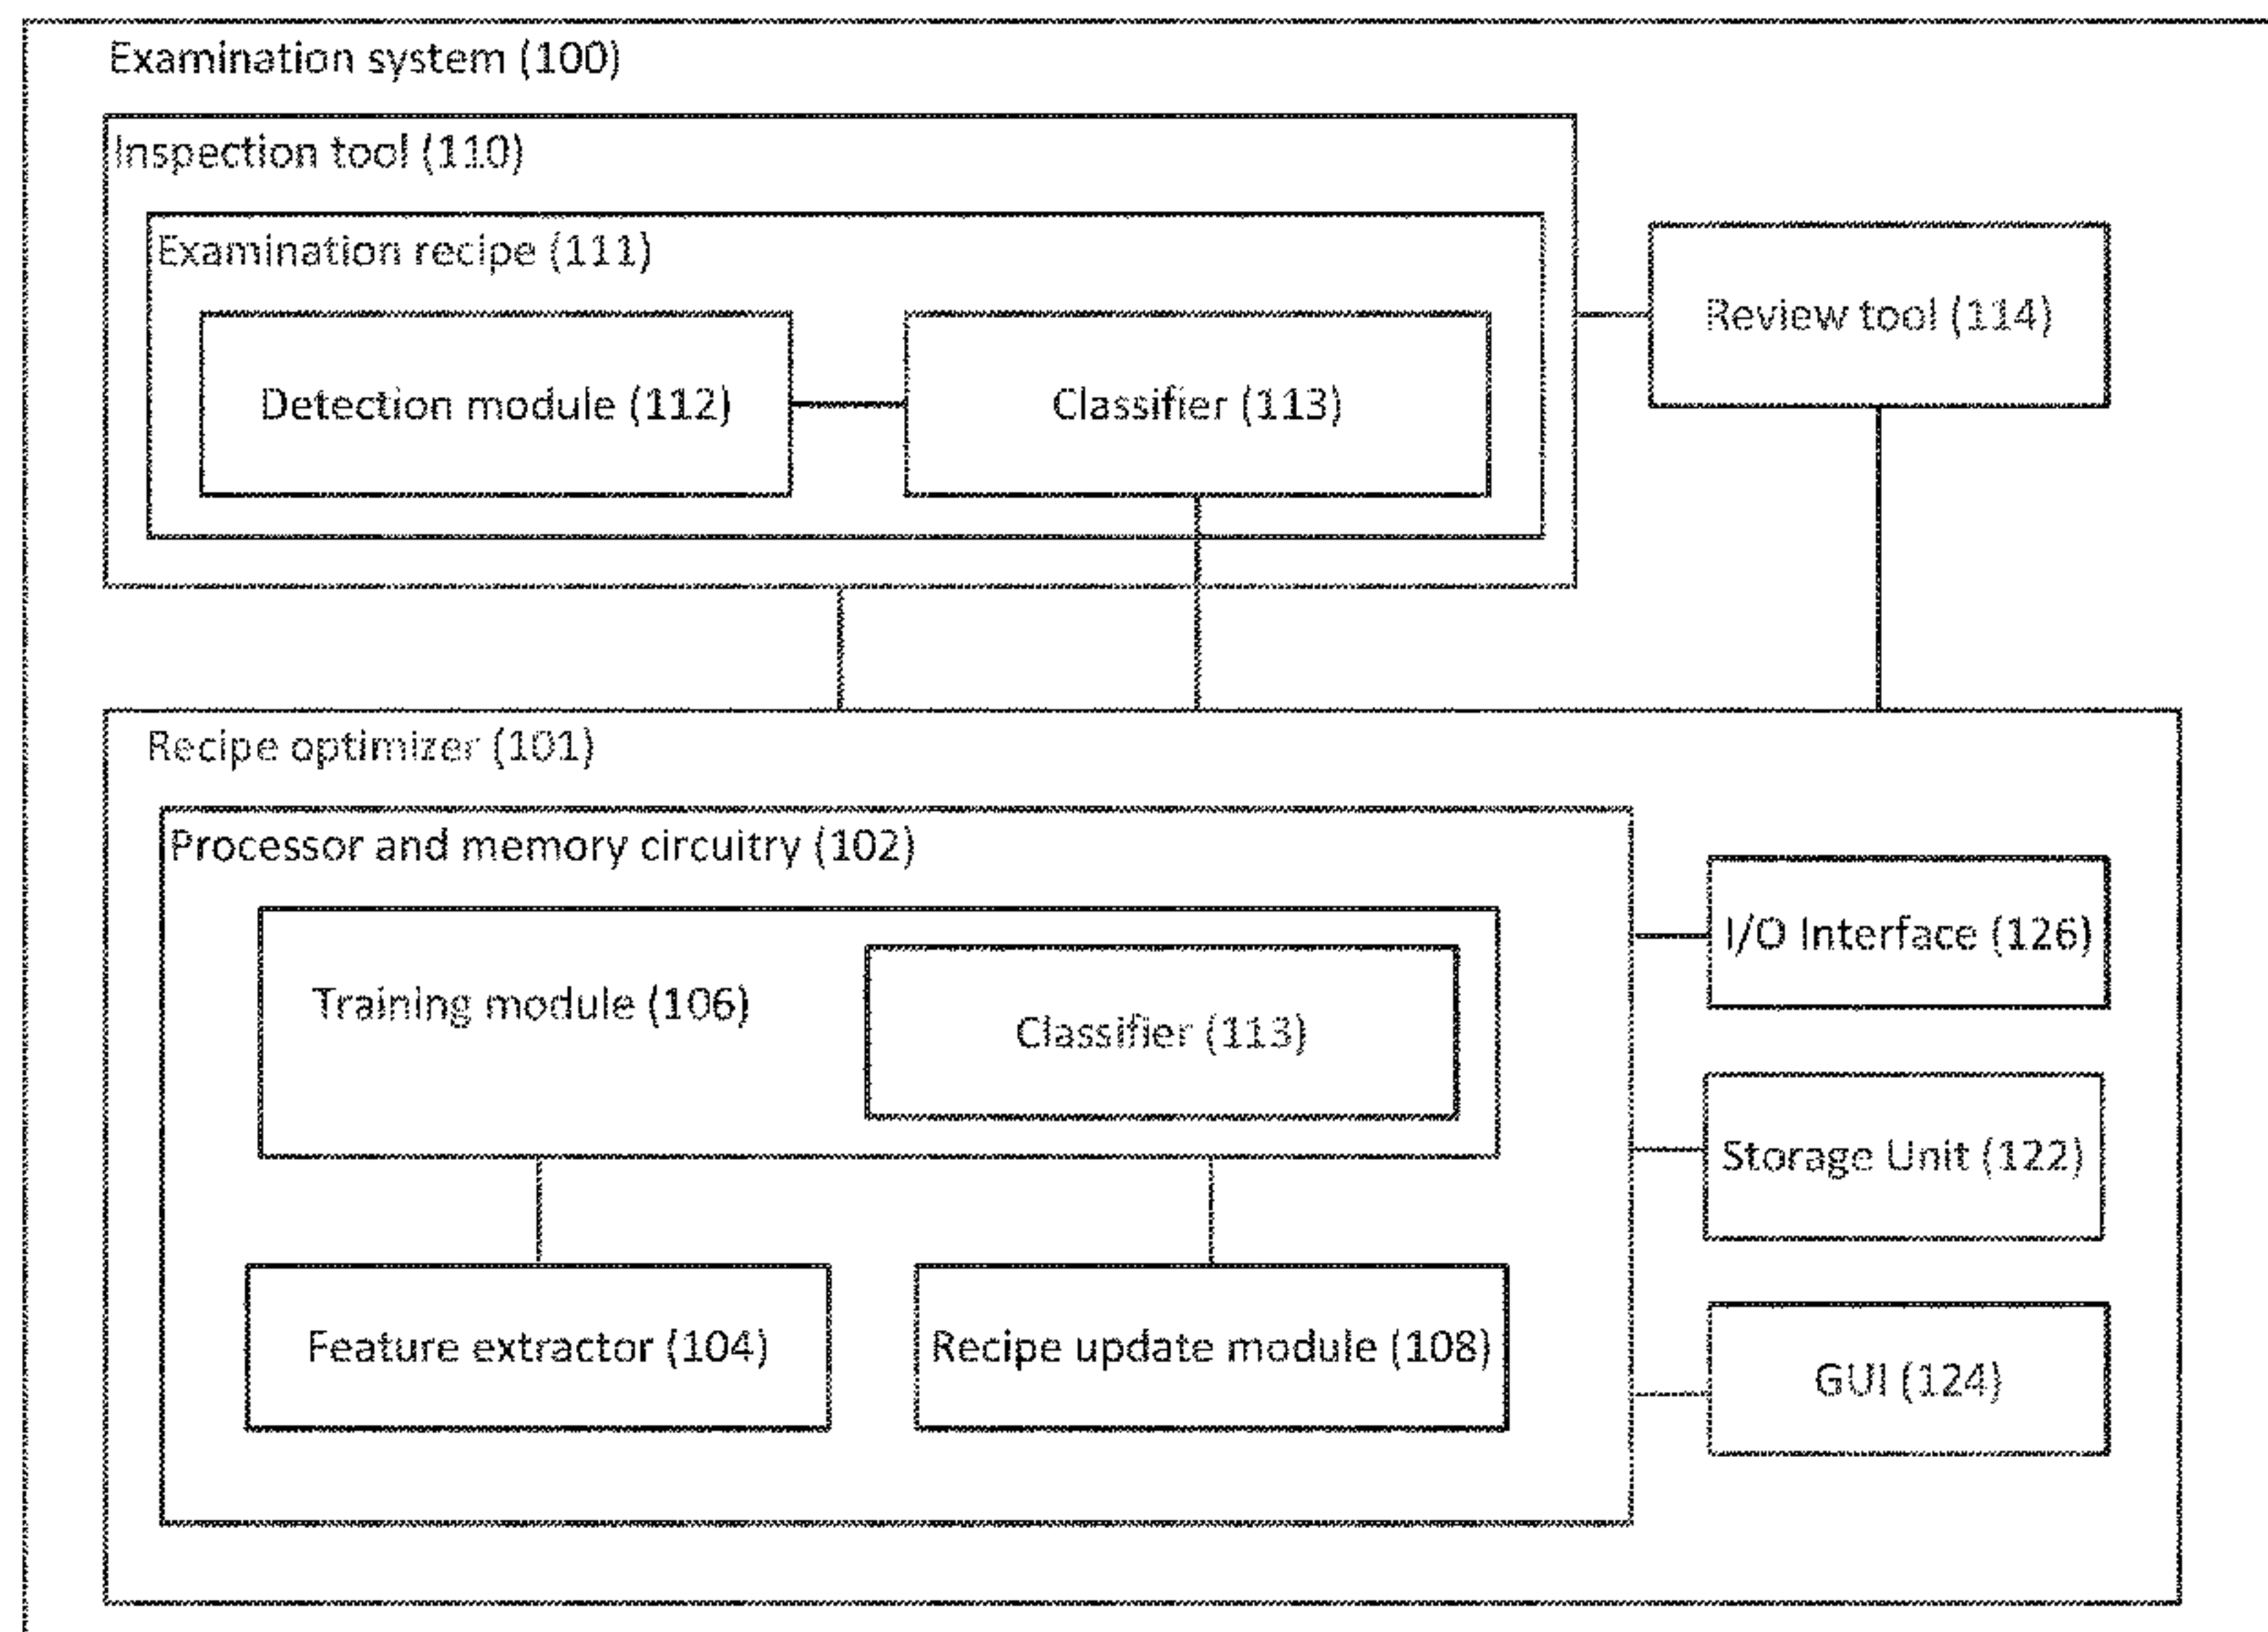 Examination system (100)
Inspection tool (110)
Examination recipe (111)
Detection module (112)
Classifier (113)
Review tool (114)
Recipe optimizer (101)
Processor and memory circuitry (102)
Training module (106)
Classifier (113)
Feature extractor (104)
Recipe update module (108)
I/O Interface (126)
Storage Unit (122)
GUI (124)